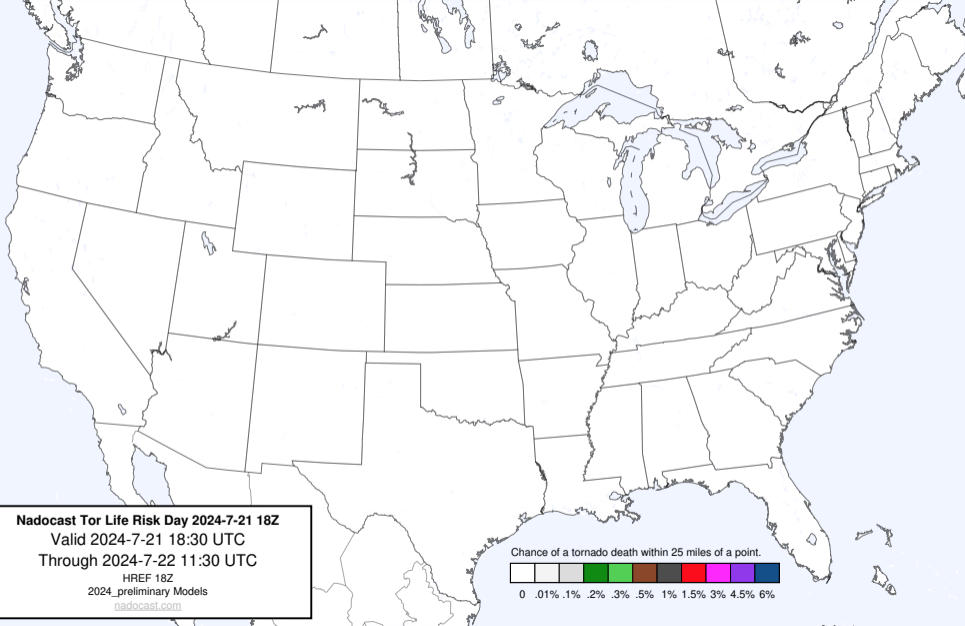 Nadocast Tor Life Risk Day 2024-7-21 18Z
Valid 2024-7-21 18:30 UTC
Through 2024-7-22 11:30 UTC
HREF 18Z
2024_preliminary Models
nadocast.com
Chance of a tornado death within 25 miles of a point.
0 .01% .1% .2% .3% .5% 1% 1.5% 3% 4.5% 6%